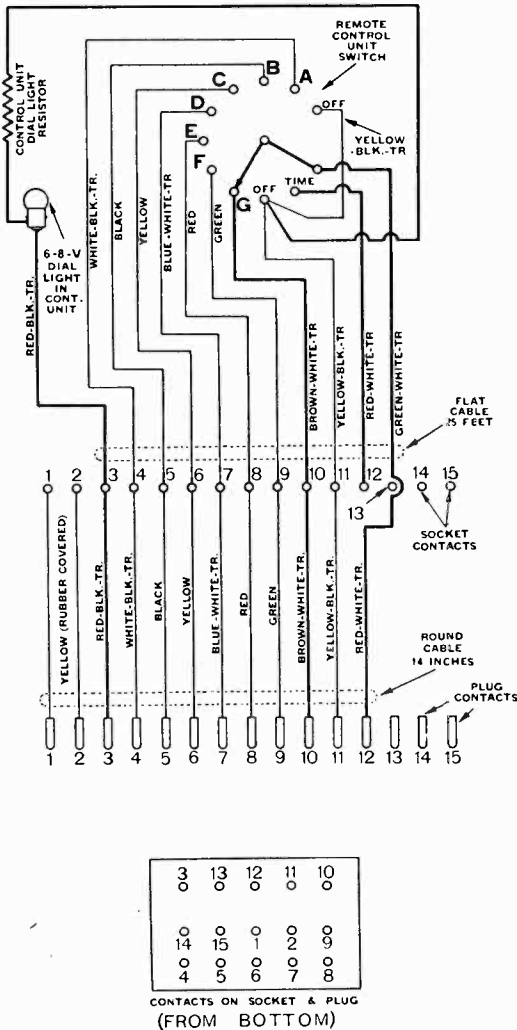 REMOTE
CONTROL
UNIT
SWITCH
CONTROL UNIT
DIAL LIGHT
RESISTOR
A
B
C
D
E
F
G
OFF
YELLOW
-BLK.-TR
TIME
OFF
6-8-V
DIAL
LIGHT
IN
CONT.
UNIT
RED-BLK.-TR.
WHITE-BLK.-TR.
BLACK
YELLOW
BLUE-WHITE-TR
RED
GREEN
BROWN-WHITE-TR
YELLOW-BLK.-TR
RED-WHITE-TR
GREEN-WHITE-TR
FLAT
CABLE
25 FEET
1 2 3 4 5 6 7 8 9 10 11 12 13 14 15
SOCKET
CONTACTS
YELLOW (RUBBER COVERED)
RED-BLK.-TR.
WHITE-BLK.-TR.
BLACK
YELLOW
BLUE-WHITE-TR
RED
GREEN
BROWN-WHITE-TR.
YELLOW-BLK.-TR
RED-WHITE-TR.
ROUND
CABLE
14 INCHES
PLUG
CONTACTS
1 2 3 4 5 6 7 8 9 10 11 12 13 14 15
3 13 12 11 10
14 15 1 2 9
4 5 6 7 8
CONTACTS ON SOCKET & PLUG
(FROM BOTTOM)